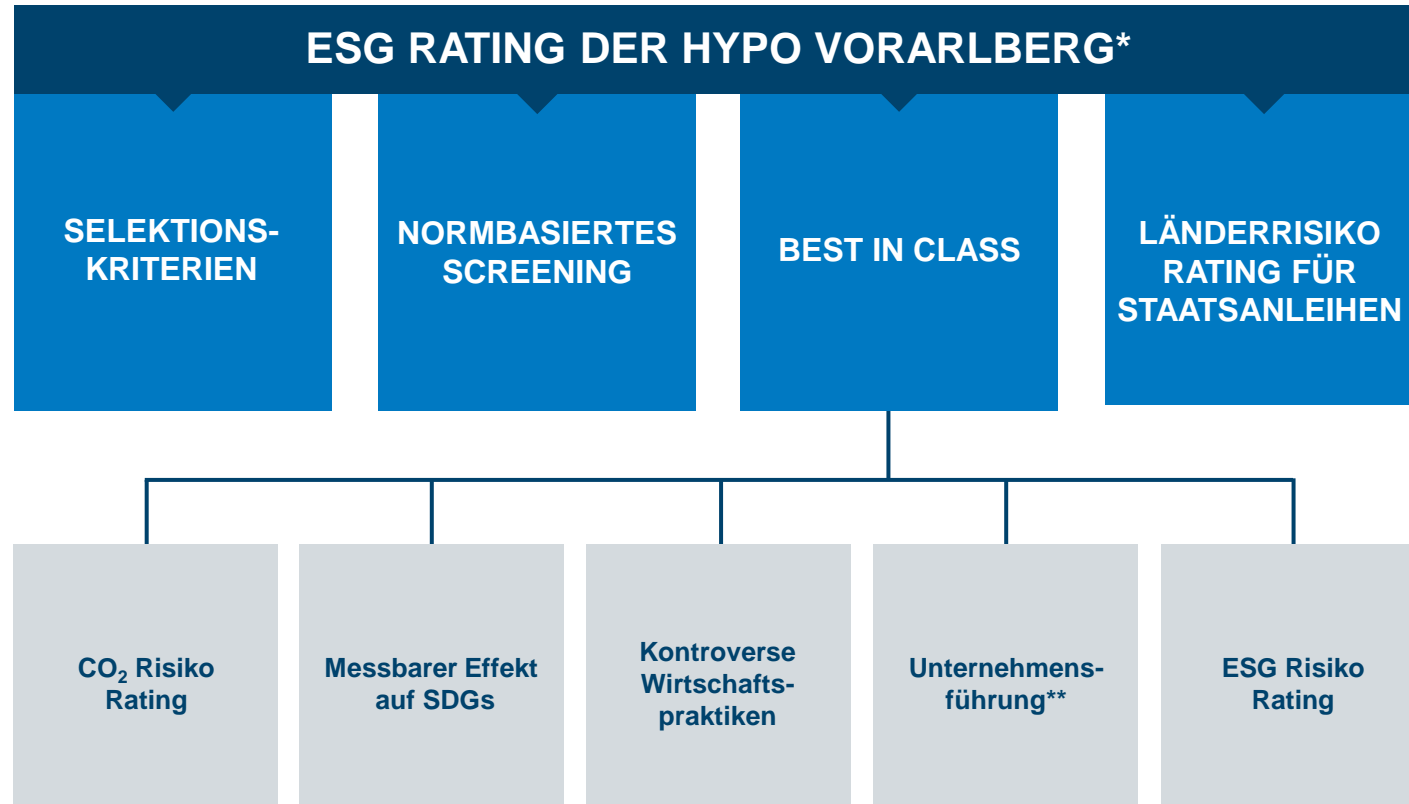 ESG RATING DER HYPO VORARLBERG*
SELEKTIONS-
KRITERIEN
NORMBASIERTES
SCREENING
BEST IN CLASS
LÄNDERRISIKO
RATING FÜR
STAATSANLEIHEN
CO₂ Risiko
Rating
Messbarer Effekt
auf SDGs
Kontroverse
Wirtschafts-
praktiken
Unternehmens-
führung**
ESG Risiko
Rating